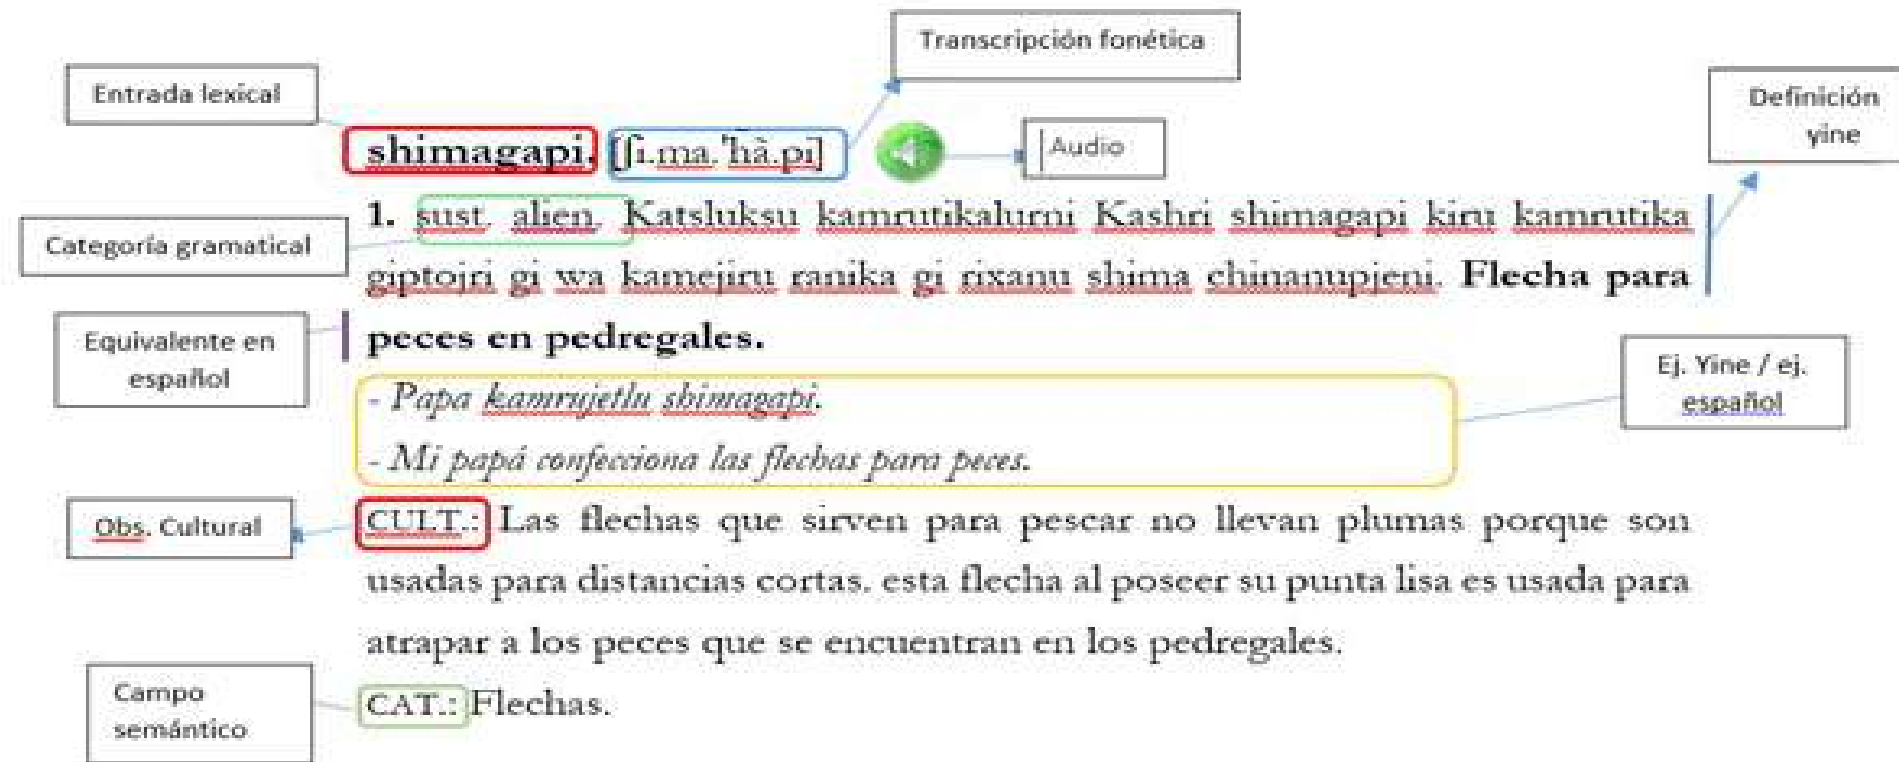 Transcripción fonética
Entrada lexical
Definición
yine
shimagapi. [ʃi.ma.ˈhà.pi]
Audio
1. sust. alien. Katsluksu kamrutikalurni Kashri shimagapi kiru kamrutika
Categoría gramatical
giptojri gi wa kamejiru ranika gi rixanu shima chinanupjeni. Flecha para
peces en pedregales.
Equivalente en
español
Ej. Yine / ej.
español
- Papa kamrujetlu shimagapi.
- Mi papá confecciona las flechas para peces.
Obs. Cultural
CULT.: Las flechas que sirven para pescar no llevan plumas porque son
usadas para distancias cortas. esta flecha al poseer su punta lisa es usada para
atrapar a los peces que se encuentran en los pedregales.
Campo
semántico
CAT.: Flechas.